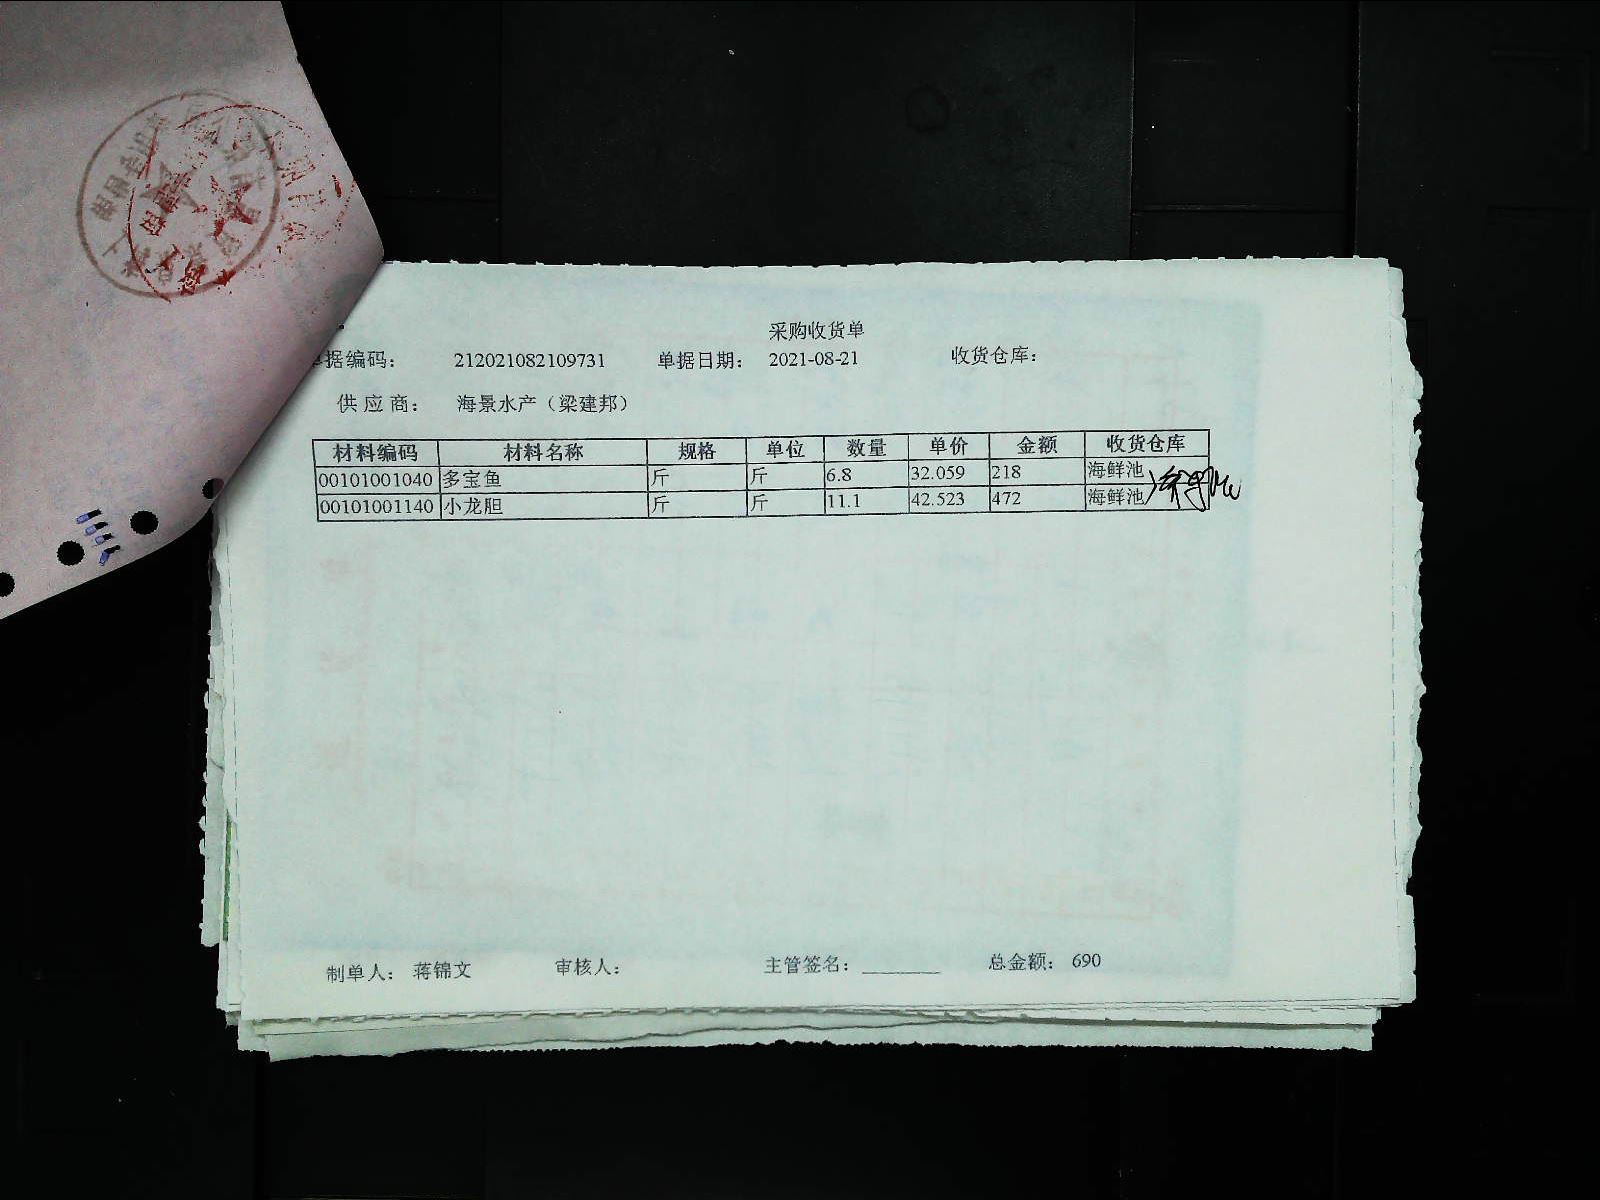 采购收货单
据编码： 212021082109731 单据日期： 2021-08-21 收货仓库：
供应商： 海景水产（梁建邦）
材料编码 材料名称 规格 单位 数量 单价 金额 收货仓库
00101001040 多宝鱼 斤 斤 6.8 32.059 218 海鲜池
00101001140 小龙胆 斤 斤 11.1 42.523 472 海鲜池
制单人： 蒋锦文 审核人： 主管签名：________ 总金额： 690